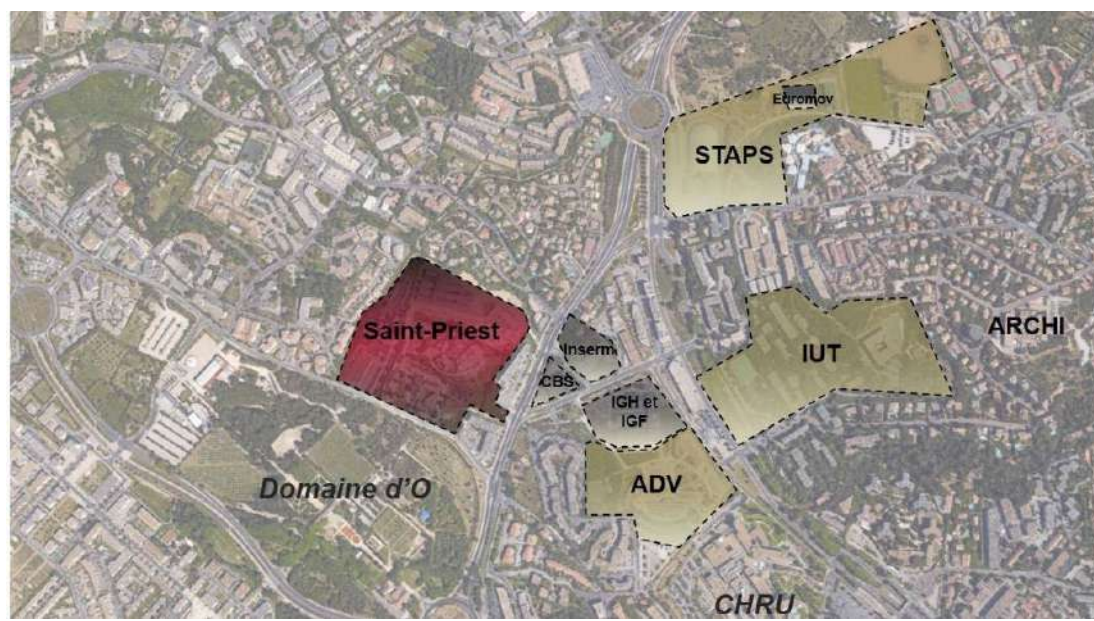 Euromov
STAPS
Saint-Priest
Inserm
IUT
ARCHI
CBS
IGH et
IGF
ADV
Domaine d'O
CHRU